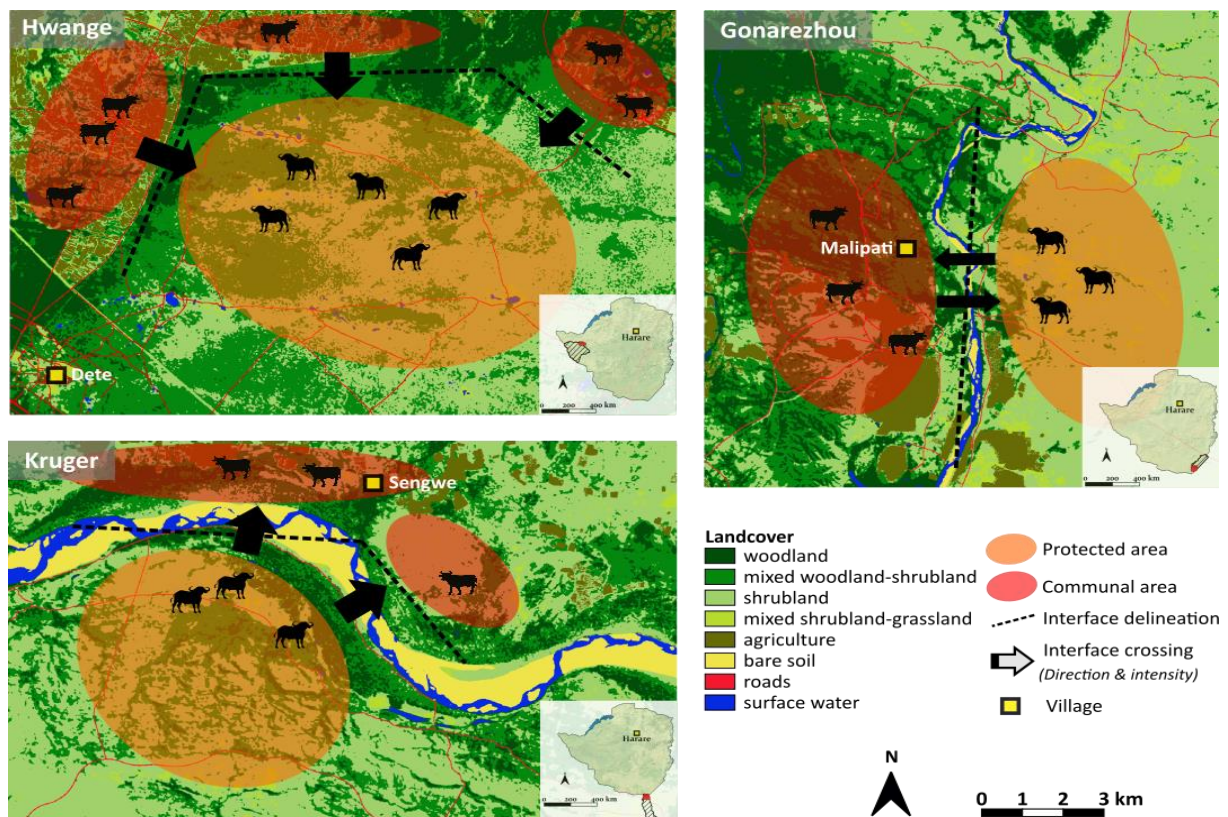 Hwange
Dete
Harare
0 200 400 km
Gonarezhou
Malipati
Harare
0 200 400 km
Kruger
Sengwe
Harare
0 200 400 km
Landcover
woodland
mixed woodland-shrubland
shrubland
mixed shrubland-grassland
agriculture
bare soil
roads
surface water
Protected area
Communal area
Interface delineation
Interface crossing
(Direction & intensity)
Village
N
0 1 2 3 km